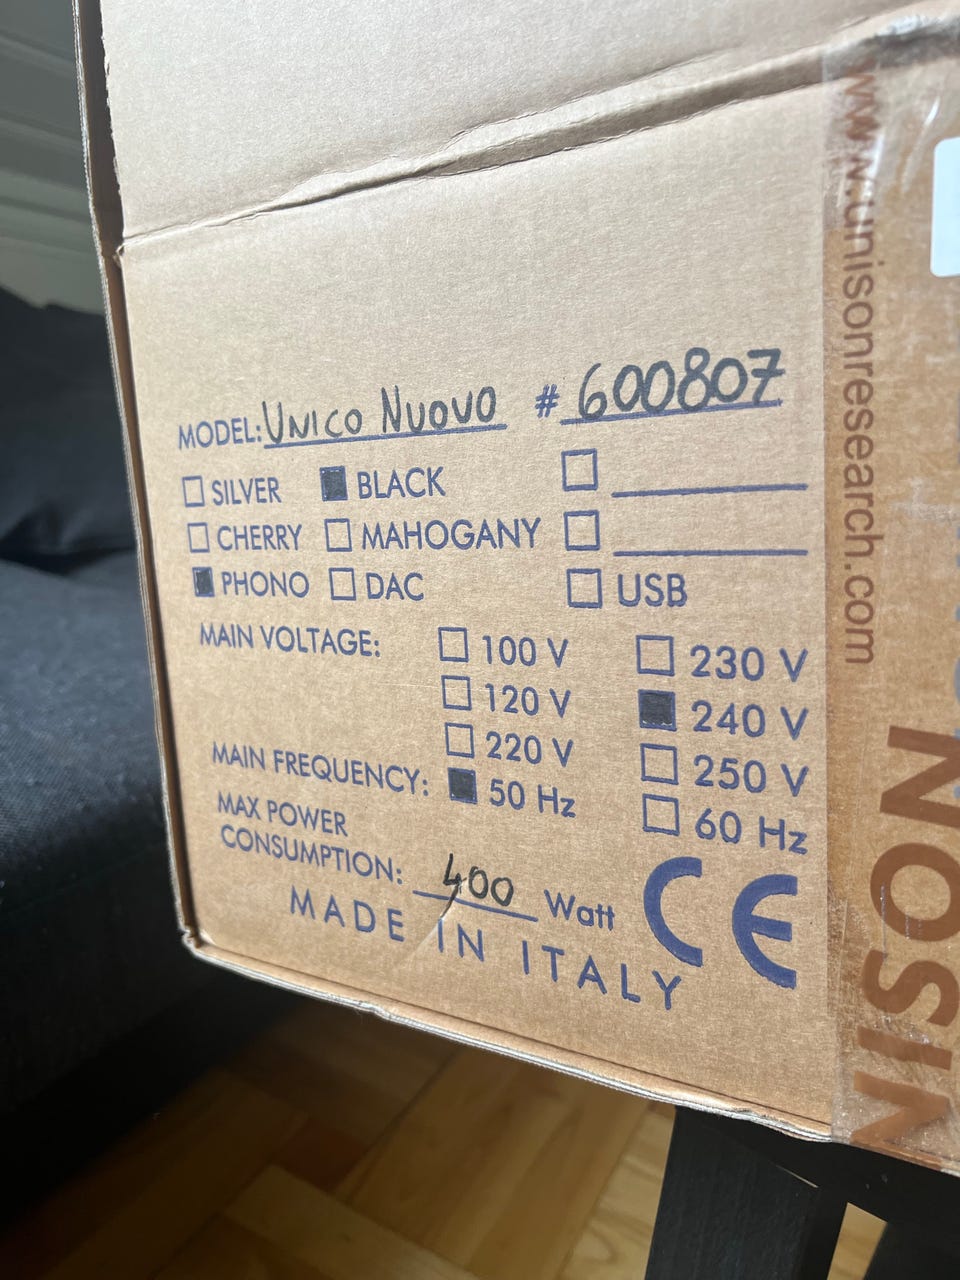 MODEL: UNICO NUOVO # 600807
SILVER BLACK
CHERRY MAHOGANY
PHONO DAC USB
MAIN VOLTAGE: 100 V 230 V
120 V 240 V
220 V 250 V
MAIN FREQUENCY: 50 Hz 60 Hz
MAX POWER
CONSUMPTION: 400 Watt
MADE IN ITALY
CE
www.unisonresearch.com
NISON